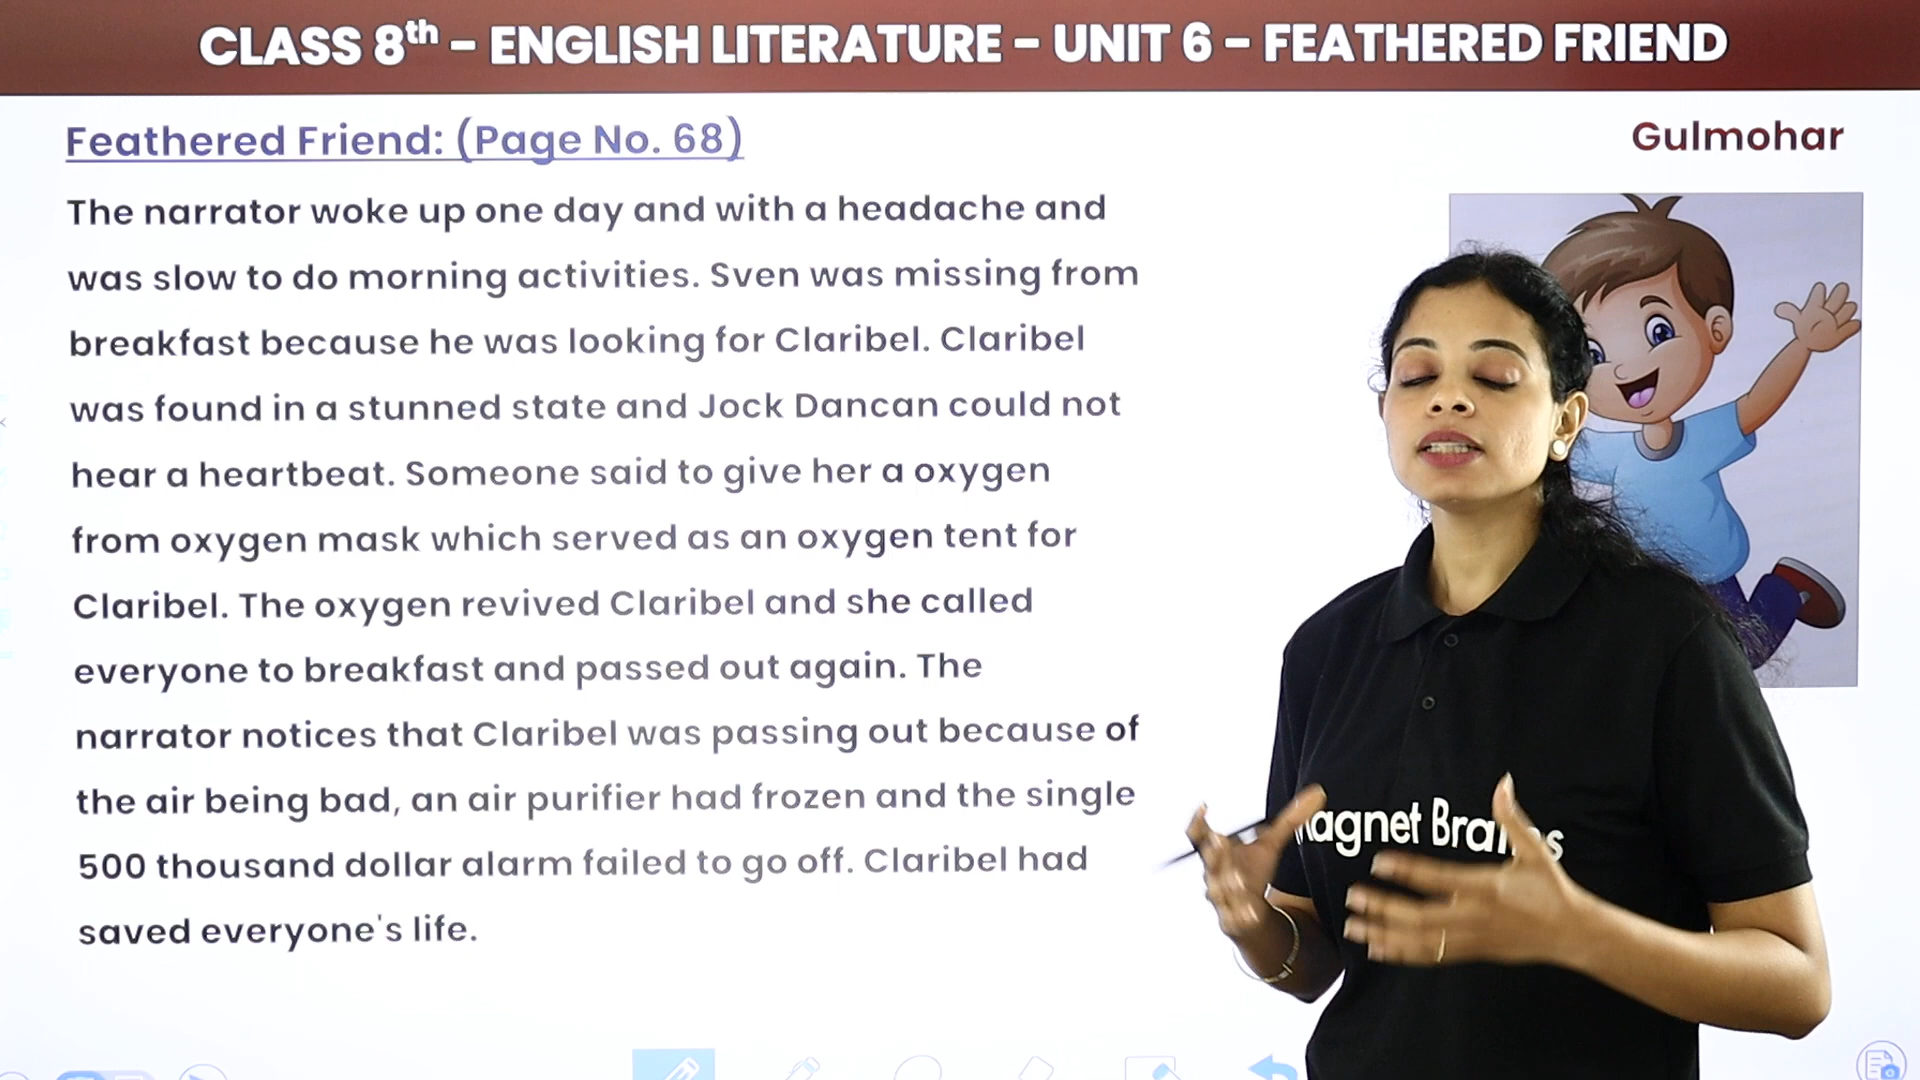 CLASS 8th - ENGLISH LITERATURE - UNIT 6 - FEATHERED FRIEND
Feathered Friend: (Page No. 68)
Gulmohar
The narrator woke up one day and with a headache and
was slow to do morning activities. Sven was missing from
breakfast because he was looking for Claribel. Claribel
was found in a stunned state and Jock Dancan could not
hear a heartbeat. Someone said to give her a oxygen
from oxygen mask which served as an oxygen tent for
Claribel. The oxygen revived Claribel and she called
everyone to breakfast and passed out again. The
narrator notices that Claribel was passing out because of
the air being bad, an air purifier had frozen and the single
500 thousand dollar alarm failed to go off. Claribel had
saved everyone's life.
Magnet Brains